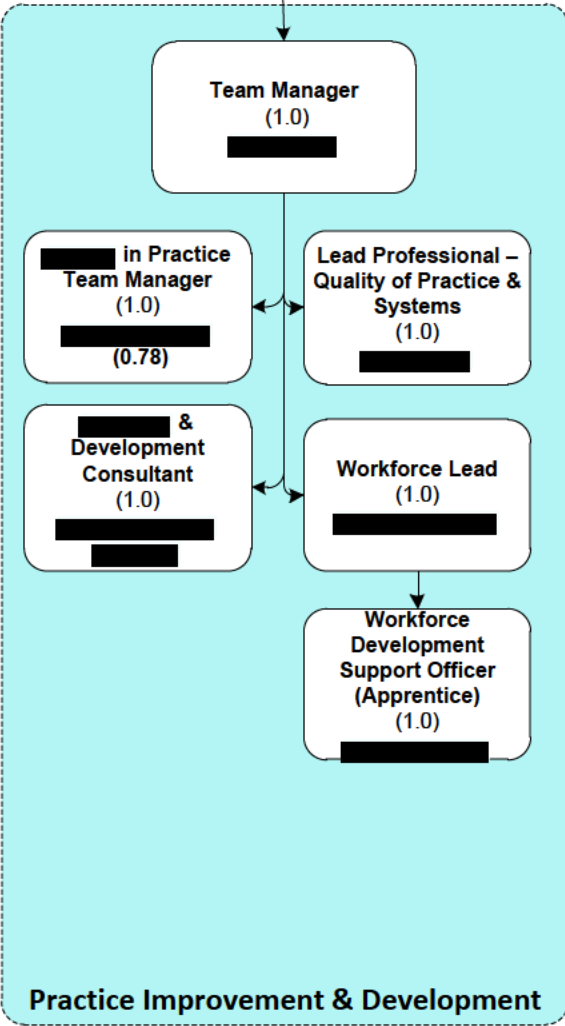 Team Manager
(1.0)
in Practice
Team Manager
(1.0)
(0.78)
Lead Professional –
Quality of Practice &
Systems
(1.0)
&
Development
Consultant
(1.0)
Workforce Lead
(1.0)
Workforce
Development
Support Officer
(Apprentice)
(1.0)
Practice Improvement & Development